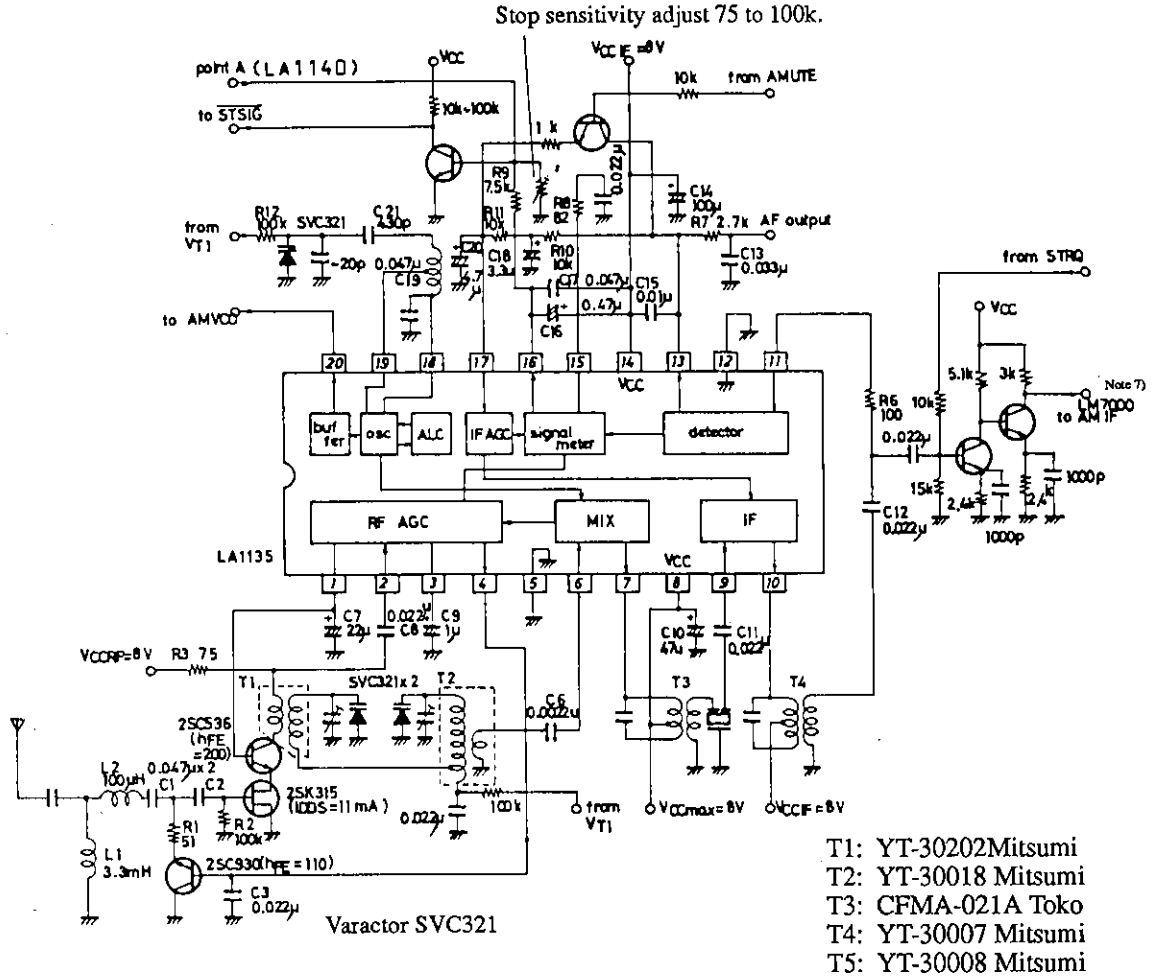 Stop sensitivity adjust 75 to 100k.
VCC
VCC IF =8V
point A (LA1140)
10k
from AMUTE
to STSIG
10k~100k
1 k
0.022μ
R9
7.5k
R8
82
C14
100μ
R12
100k
SVC321
C21
430p
R11
10k
R7 2.7k
AF output
from
VT1
~20p
0.047μ
C19
C20
4.7
μ
C18
3.3μ
R10
10k
C13
0.033μ
C17 0.047μ
C15
0.01μ
0.47μ
C16
from STRQ
to AMVCO
VCC
20
19
18
17
16
15
14
13
12
11
VCC
5.1k
3k
Note 7)
LM7000
to AM IF
R6
100
10k
0.022μ
buf
fer
osc
ALC
IF AGC
signal
meter
detector
15k
2.4k
2.4k
1000p
1000p
C12
0.022μ
RF AGC
MIX
IF
LA1135
VCC
1
2
3
4
5
6
7
8
9
10
C7
22μ
0.022μ
C8
C9
1μ
C10
47μ
C11
0.022μ
VCCRF=8V
R3 75
T1
SVC321x2
T2
C6
0.0022μ
T3
T4
2SC536
(hFE
=200)
L2
100μH
0.047μx2
C1
C2
2SK315
(IDDS=11mA)
R1
51
R2
100k
0.022μ
100k
from
VT1
VCCmax=8V
VCCIF=8V
L1
3.3mH
2SC930(hFE=110)
C3
0.022μ
Varactor SVC321
T1: YT-30202Mitsumi
T2: YT-30018 Mitsumi
T3: CFMA-021A Toko
T4: YT-30007 Mitsumi
T5: YT-30008 Mitsumi